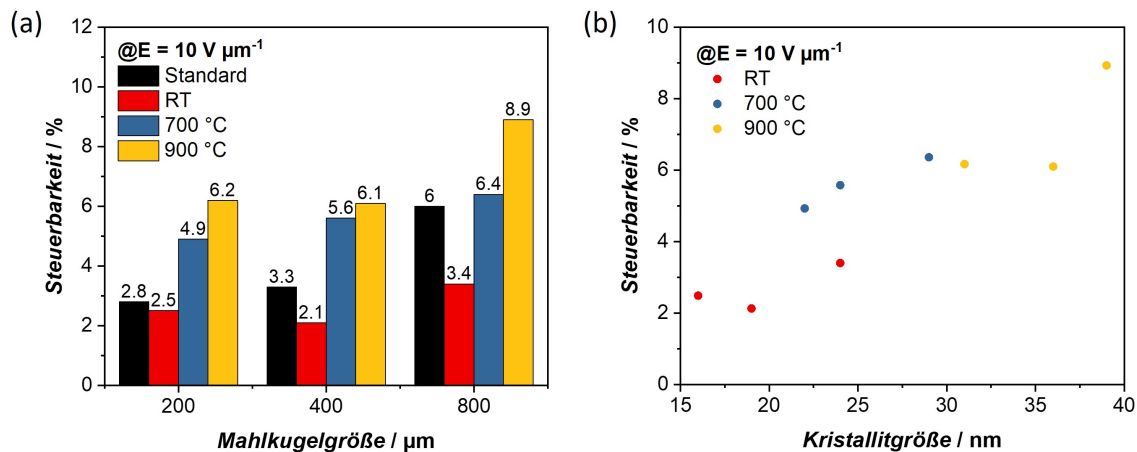 (a)
@E = 10 V µm⁻¹
Standard
RT
700 °C
900 °C
Steuerbarkeit / %
12
10
8
6
4
2
0
2.8
2.5
4.9
6.2
3.3
2.1
5.6
6.1
6
3.4
6.4
8.9
200
400
800
Mahlkugelgröße / µm
(b)
@E = 10 V µm⁻¹
RT
700 °C
900 °C
Steuerbarkeit / %
10
8
6
4
2
0
15
20
25
30
35
40
Kristallitgröße / nm